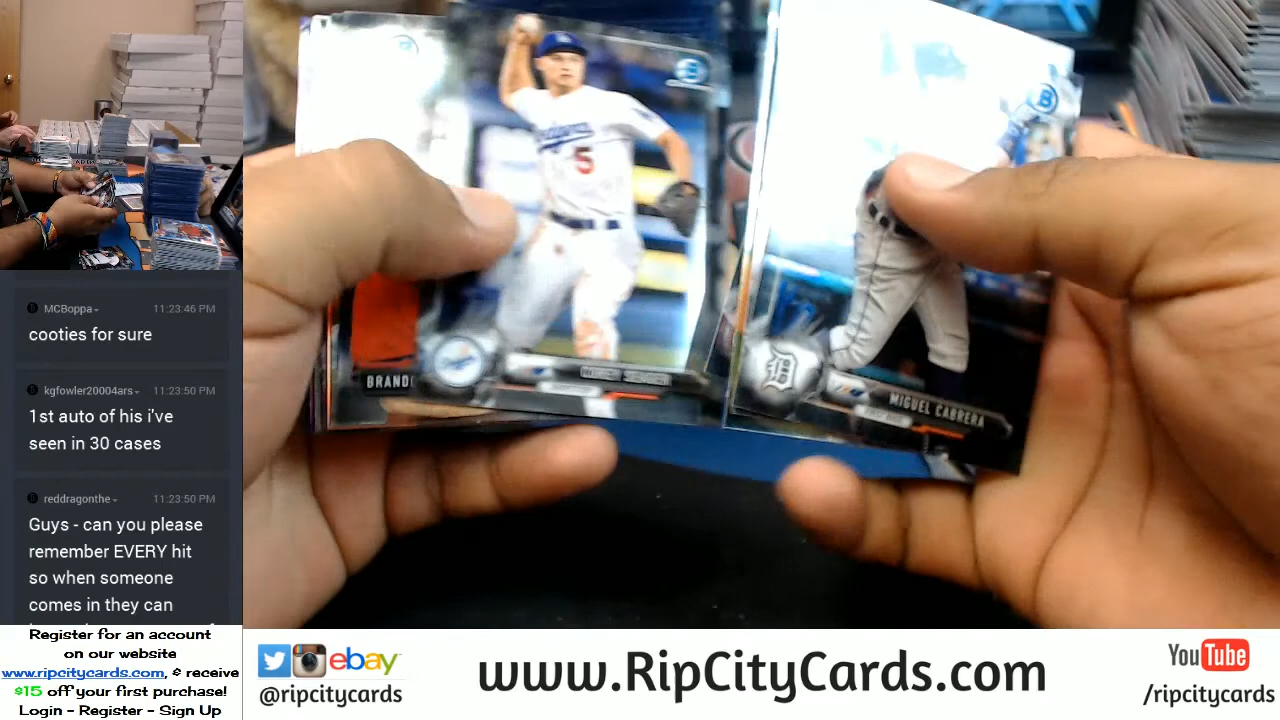 MCBoppa 11:23:46 PM
cooties for sure
kgfowler20004ars 11:23:50 PM
1st auto of his i've
seen in 30 cases
reddragonthe 11:23:50 PM
Guys - can you please
remember EVERY hit
so when someone
comes in they can
Register for an account
on our website
www.ripcitycards.com, & receive
$15 off your first purchase!
Login - Register - Sign Up
Dodgers
5
B
B
BRAND
D
MIGUEL CABRERA
ebay
@ripcitycards
www.RipCityCards.com
YouTube
/ripcitycards